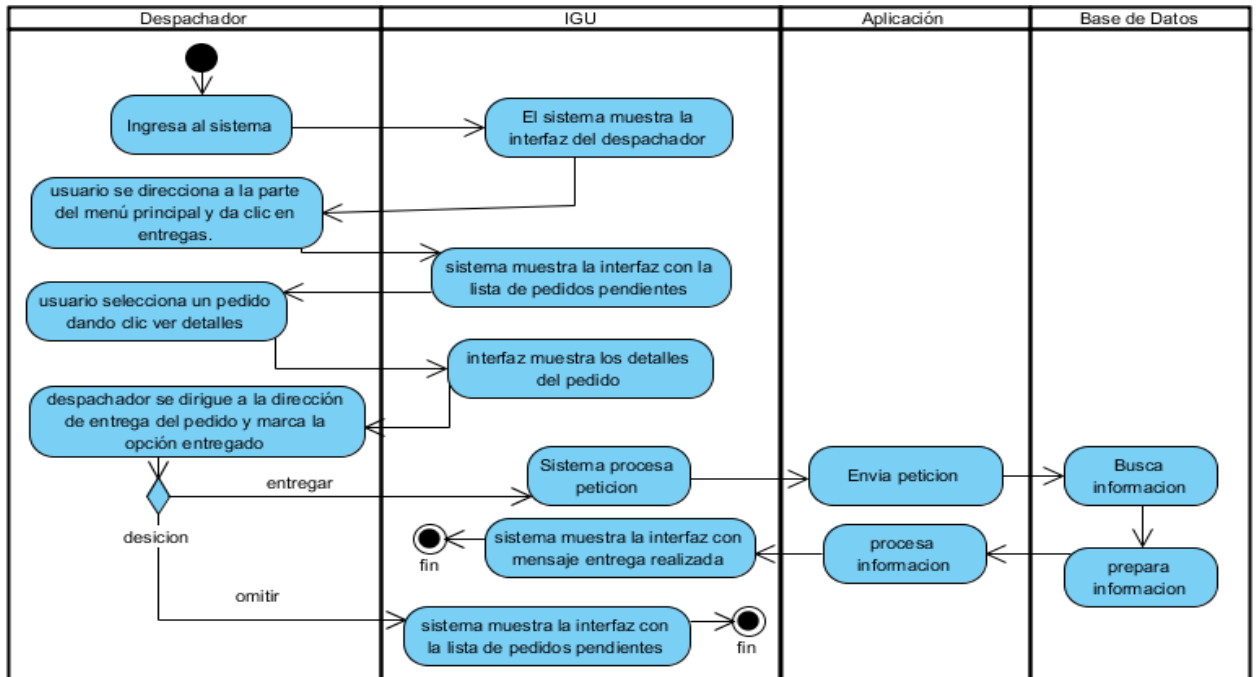 Despachador
IGU
Aplicación
Base de Datos
Ingresa al sistema
El sistema muestra la
interfaz del despachador
usuario se direcciona a la parte
del menú principal y da clic en
entregas.
sistema muestra la interfaz con la
lista de pedidos pendientes
usuario selecciona un pedido
dando clic ver detalles
interfaz muestra los detalles
del pedido
despachador se dirigue a la dirección
de entrega del pedido y marca la
opción entregado
entregar
Sistema procesa
peticion
Envia peticion
Busca
informacion
desicion
fin
sistema muestra la interfaz con
mensaje entrega realizada
procesa
informacion
prepara
informacion
omitir
sistema muestra la interfaz con
la lista de pedidos pendientes
fin